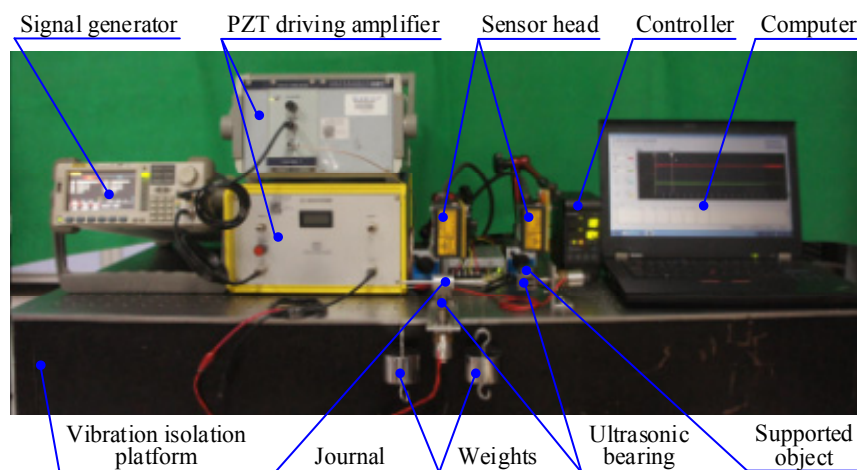 Signal generator
PZT driving amplifier
Sensor head
Controller
Computer
Vibration isolation
platform
Journal
Weights
Ultrasonic
bearing
Supported
object